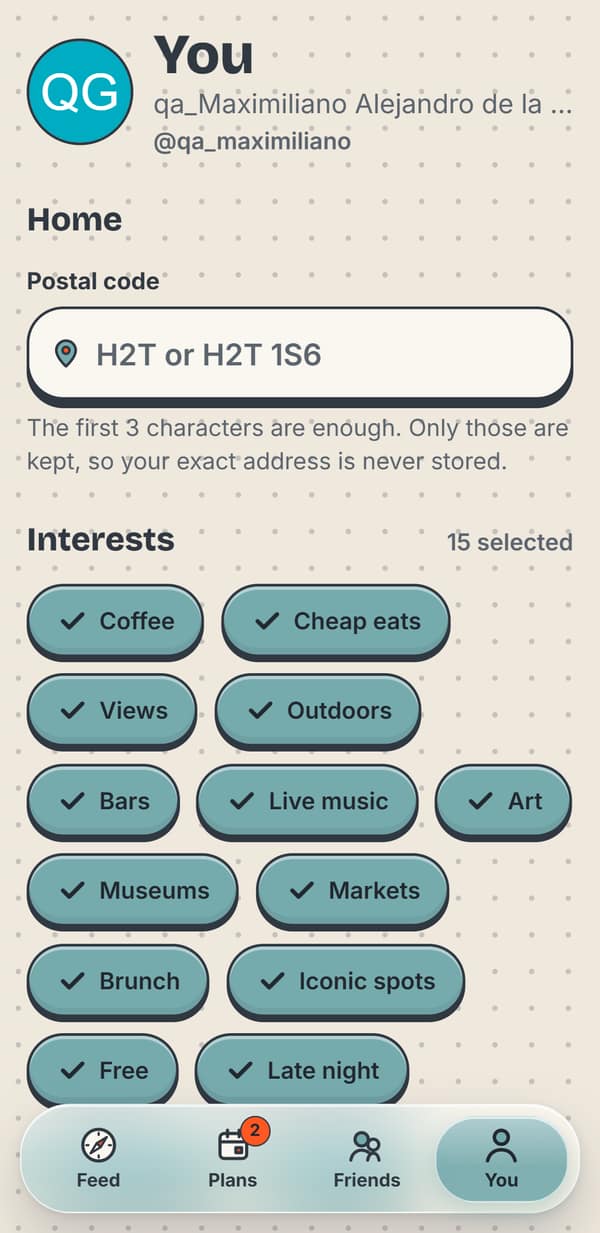 You
QG
qa_Maximiliano Alejandro de la ...
@qa_maximiliano
Home
Postal code
H2T or H2T 1S6
The first 3 characters are enough. Only those are
kept, so your exact address is never stored.
Interests
15 selected
Coffee
Cheap eats
Views
Outdoors
Bars
Live music
Art
Museums
Markets
Brunch
Iconic spots
Free
Late night
2
Feed
Plans
Friends
You